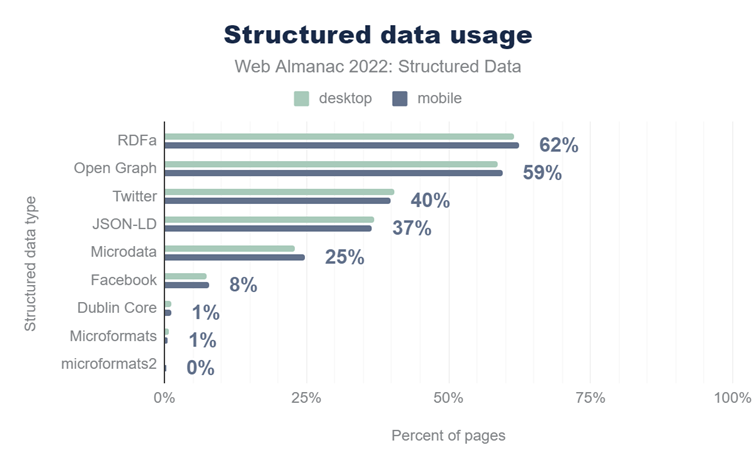 Structured data usage
Web Almanac 2022: Structured Data
desktop mobile
Structured data type
RDFa 62%
Open Graph 59%
Twitter 40%
JSON-LD 37%
Microdata 25%
Facebook 8%
Dublin Core 1%
Microformats 1%
microformats2 0%
0% 25% 50% 75% 100%
Percent of pages